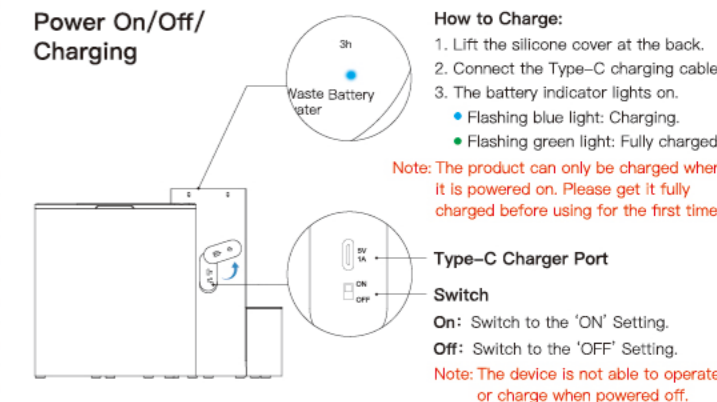 Power On/Off/
Charging
3h
Waste Battery
water
5V
1A
ON
OFF
How to Charge:
1. Lift the silicone cover at the back.
2. Connect the Type-C charging cable
3. The battery indicator lights on.
• Flashing blue light: Charging.
• Flashing green light: Fully charged
Note: The product can only be charged when
it is powered on. Please get it fully
charged before using for the first time
Type-C Charger Port
Switch
On: Switch to the 'ON' Setting.
Off: Switch to the 'OFF' Setting.
Note: The device is not able to operate
or charge when powered off.